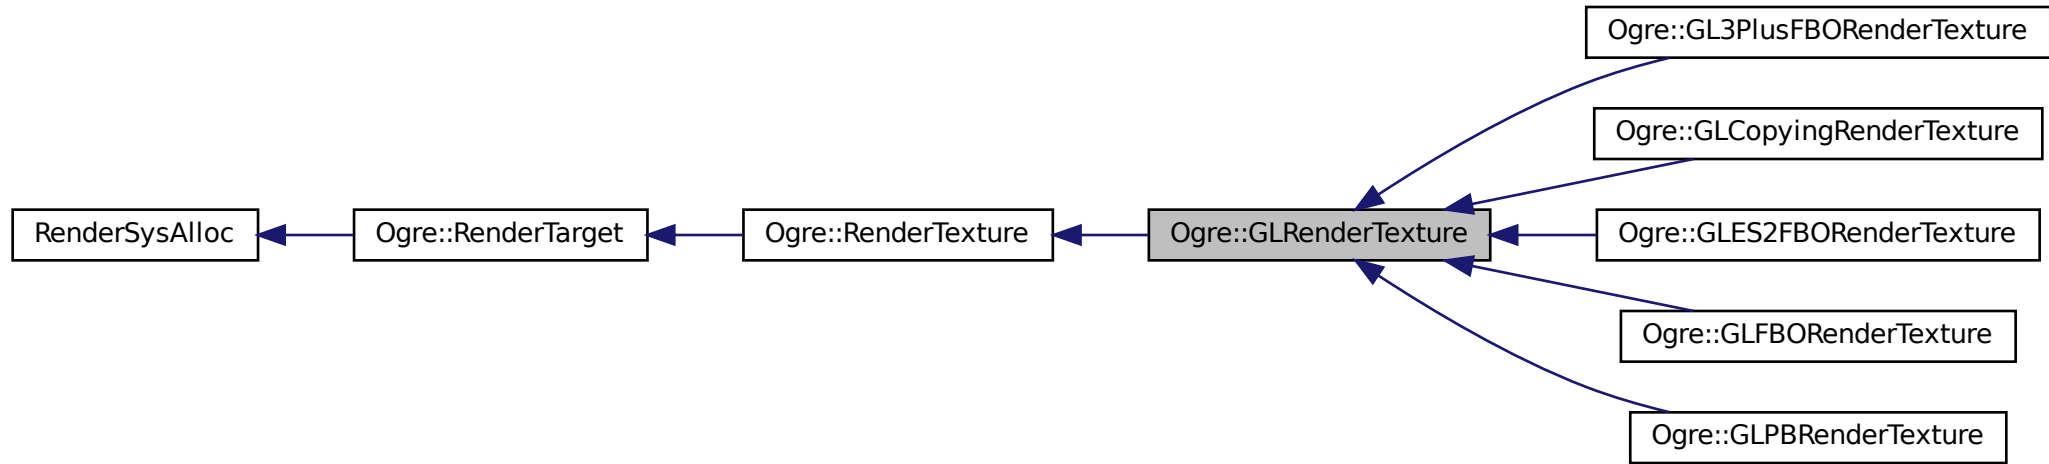 Ogre::GL3PlusFBORenderTexture
Ogre::GLCopyingRenderTexture
RenderSysAlloc
Ogre::RenderTarget
Ogre::RenderTexture
Ogre::GLRenderTexture
Ogre::GLES2FBORenderTexture
Ogre::GLFBORenderTexture
Ogre::GLPBRenderTexture